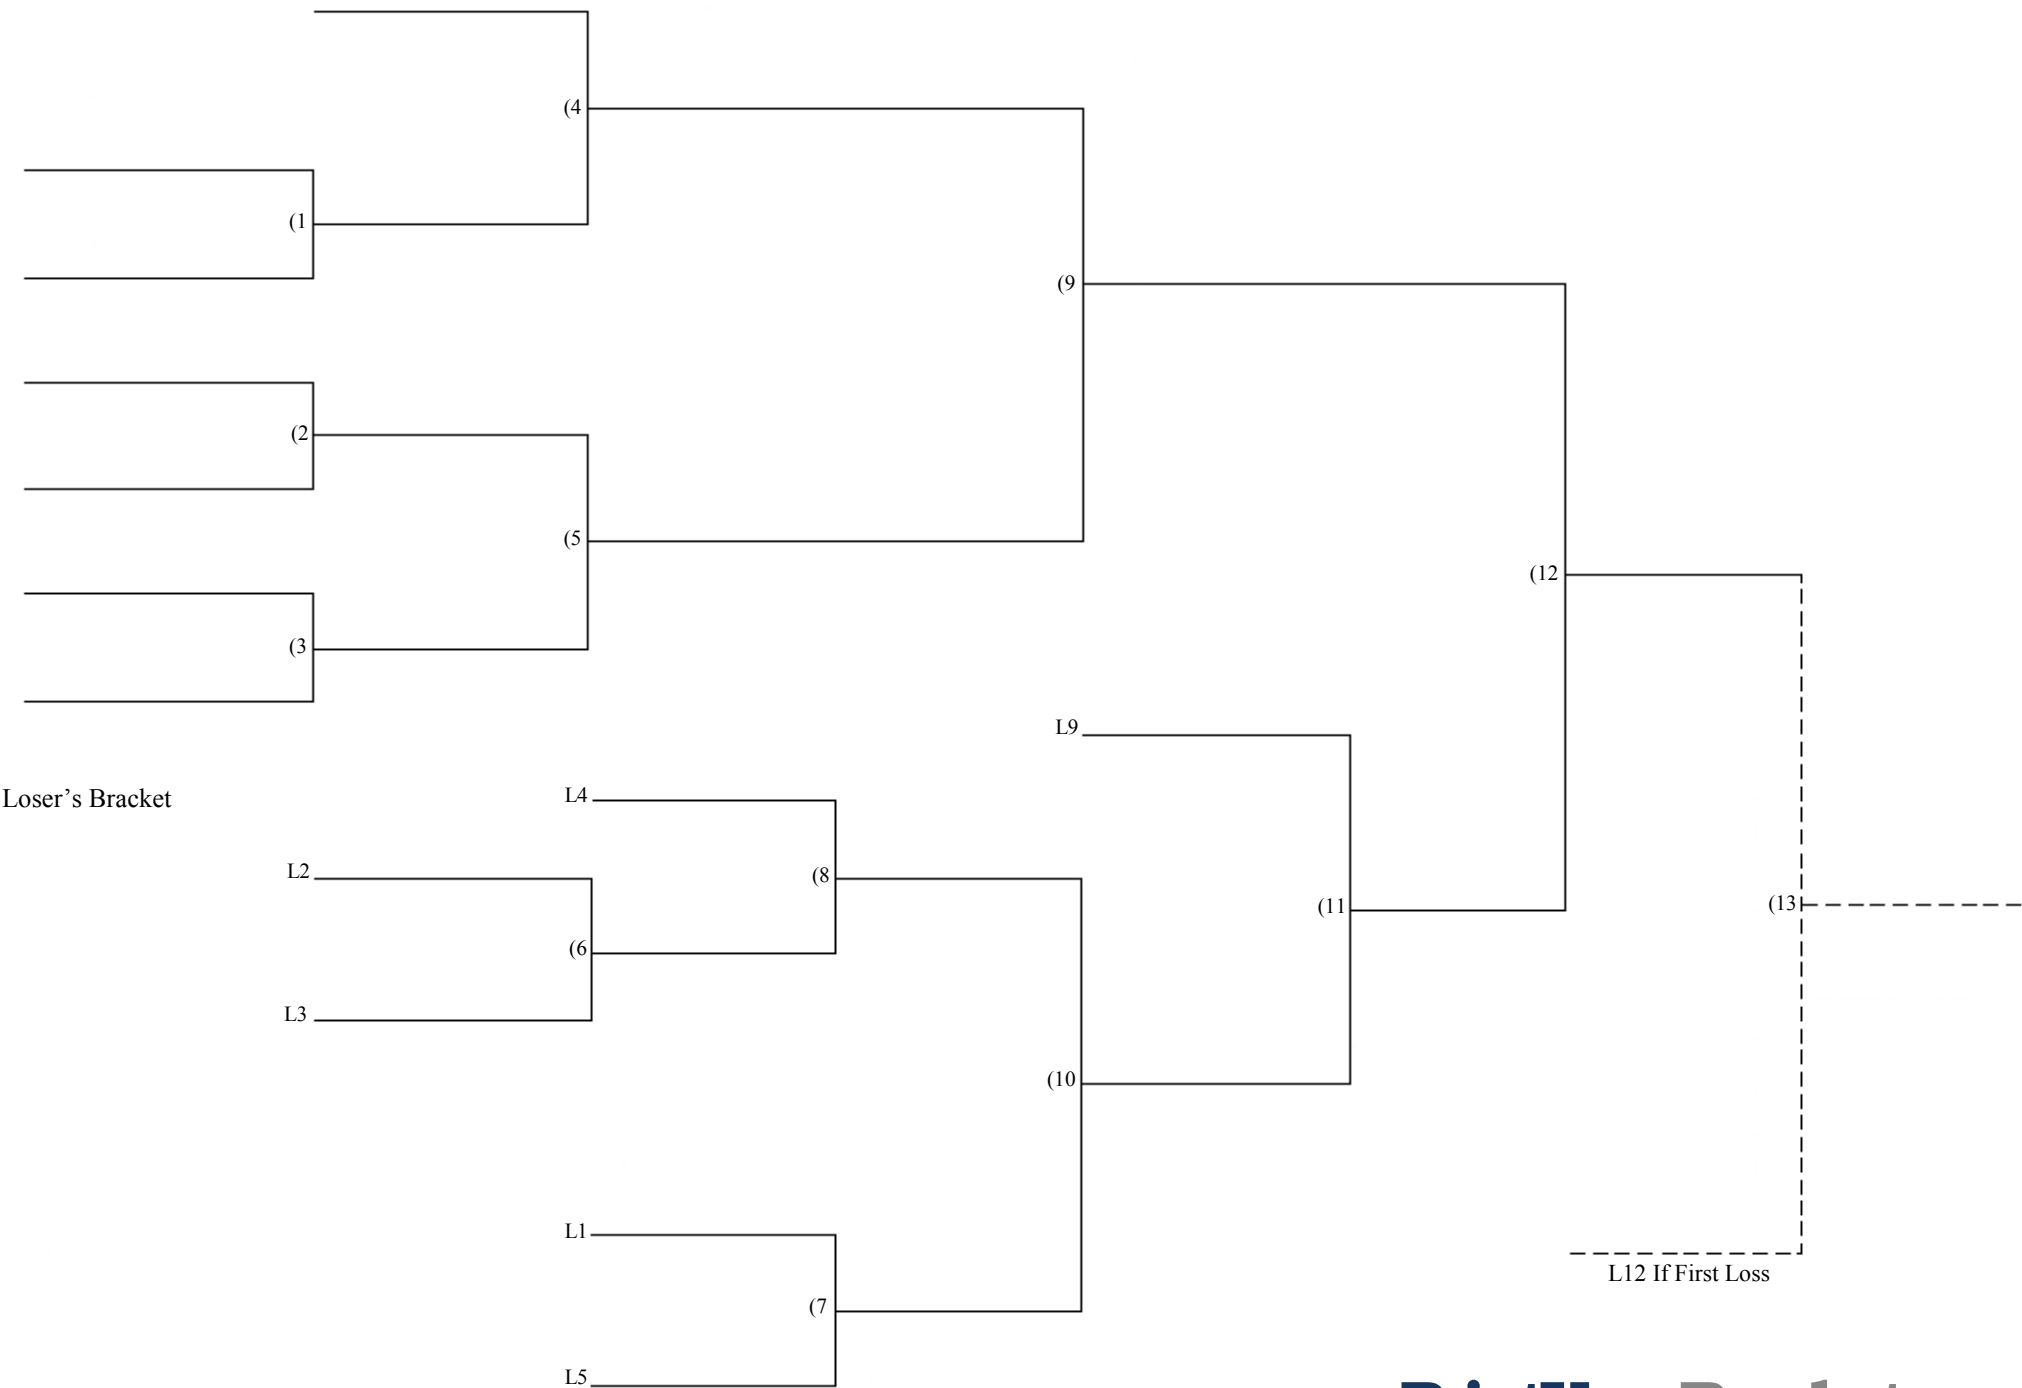 (4
(1
(9
(2
(5
(12
(3
L9
Loser’s Bracket
L4
L2
(8
(11
(13
(6
L3
(10
L1
L12 If First Loss
(7
L5